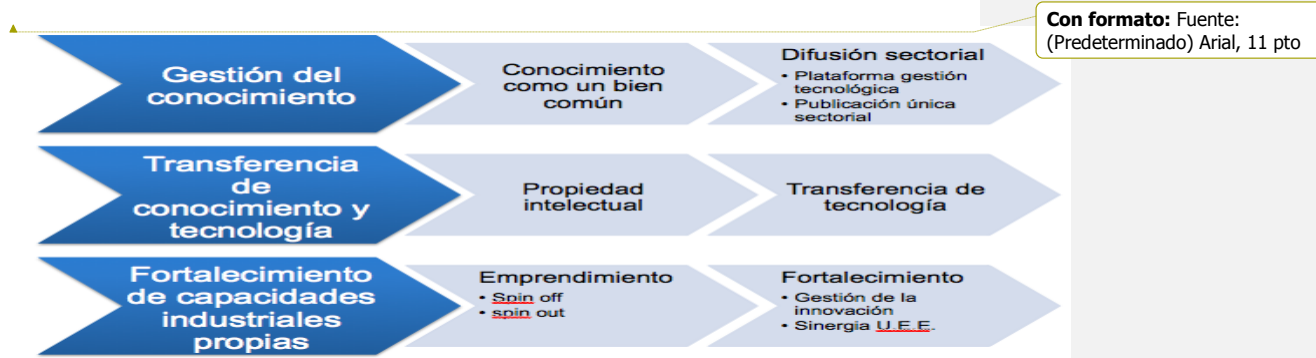 Con formato: Fuente:
(Predeterminado) Arial, 11 pto
Gestión del
conocimiento
Conocimiento
como un bien
común
Difusión sectorial
• Plataforma gestión
tecnológica
• Publicación única
sectorial
Transferencia
de
conocimiento y
tecnología
Propiedad
intelectual
Transferencia de
tecnología
Fortalecimiento
de capacidades
industriales
propias
Emprendimiento
• Spin off
• spin out
Fortalecimiento
• Gestión de la
innovación
• Sinergia U.E.E.